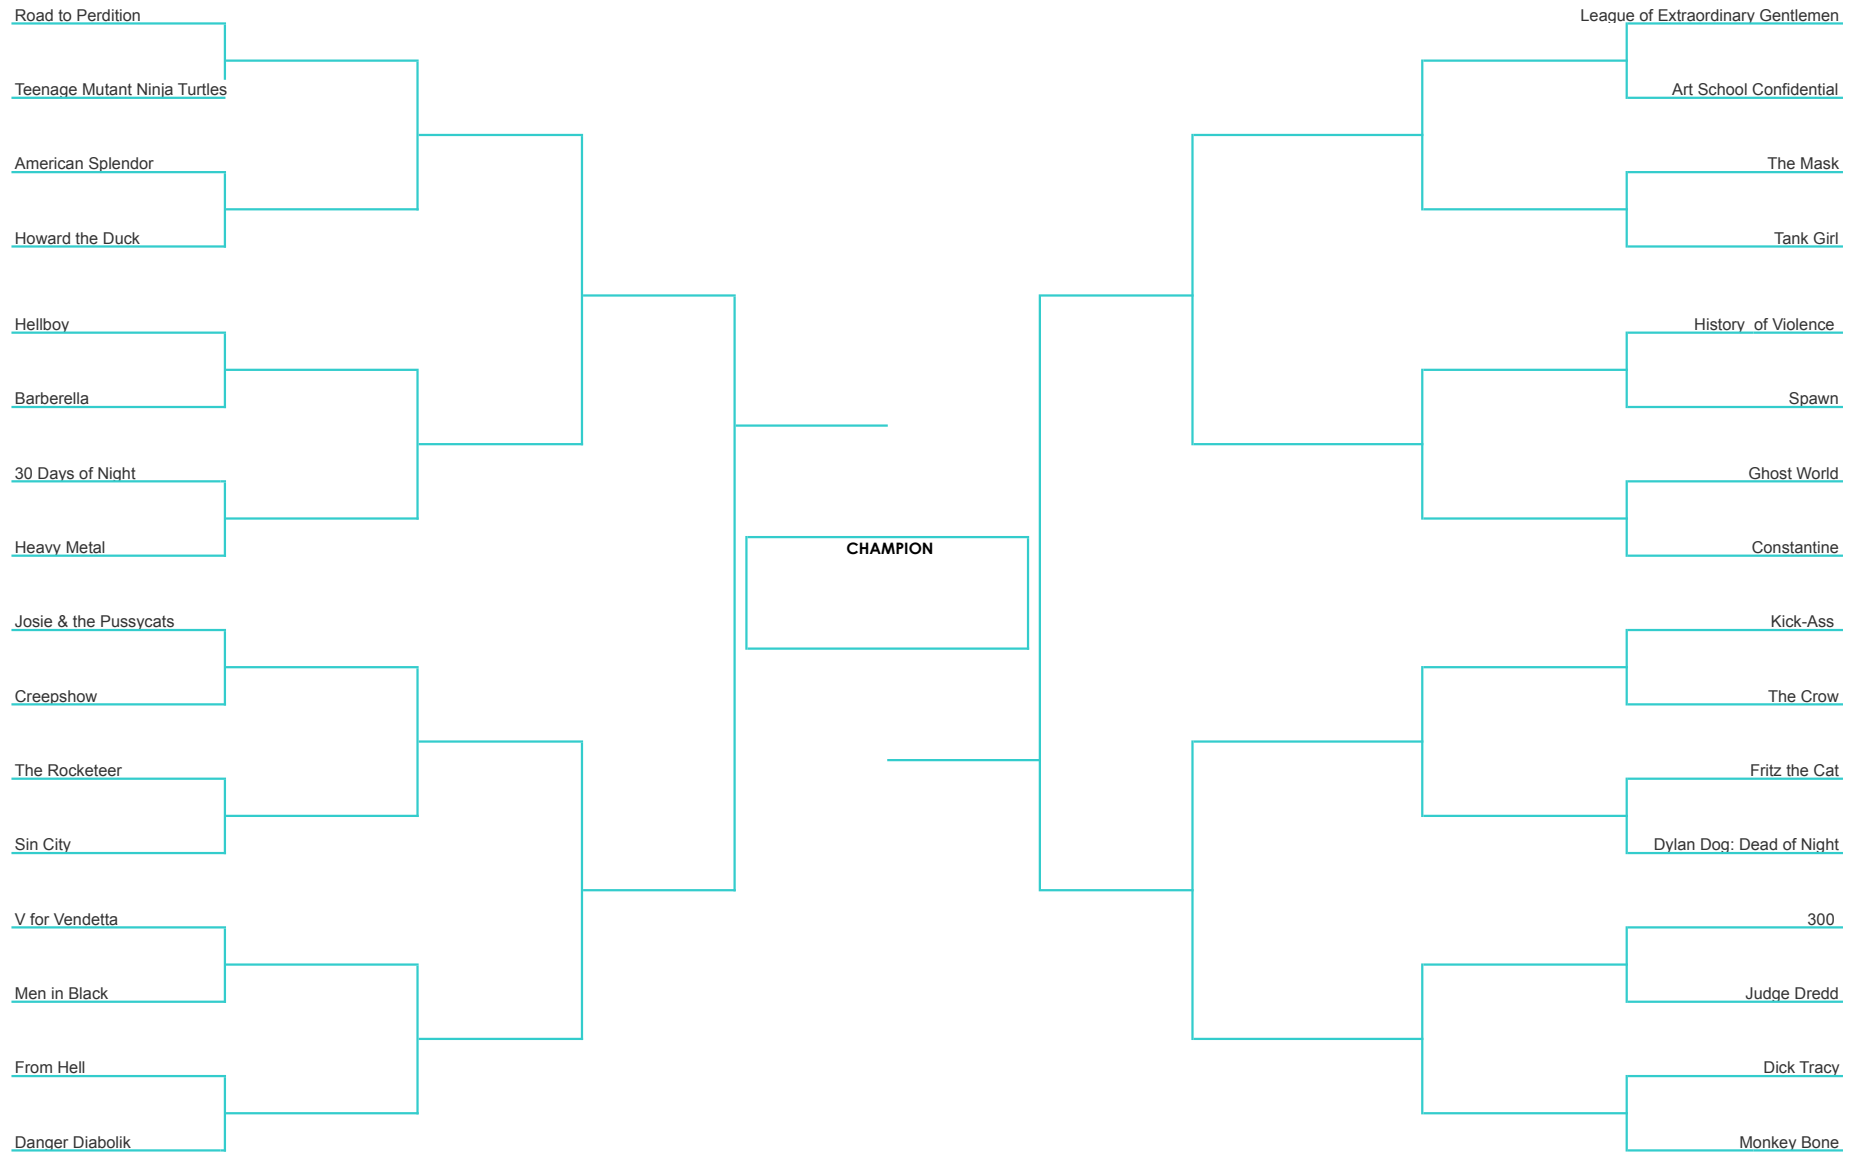 Road to Perdition
Teenage Mutant Ninja Turtles
American Splendor
Howard the Duck
Hellboy
Barberella
30 Days of Night
Heavy Metal
Josie & the Pussycats
Creepshow
The Rocketeer
Sin City
V for Vendetta
Men in Black
From Hell
Danger Diabolik
CHAMPION
League of Extraordinary Gentlemen
Art School Confidential
The Mask
Tank Girl
History  of Violence
Spawn
Ghost World
Constantine
Kick-Ass
The Crow
Fritz the Cat
Dylan Dog: Dead of Night
300
Judge Dredd
Dick Tracy
Monkey Bone